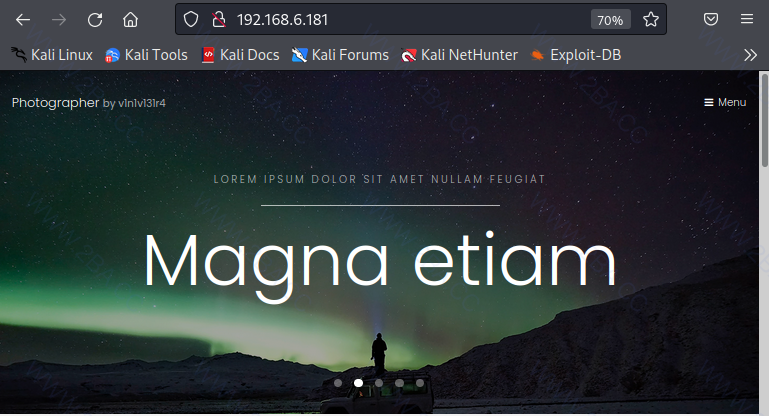 192.168.6.181
70%
Kali Linux
Kali Tools
Kali Docs
Kali Forums
Kali NetHunter
Exploit-DB
Photographer by v1n1v131r4
Menu
LOREM IPSUM DOLOR SIT AMET NULLAM FEUGIAT
Magna etiam